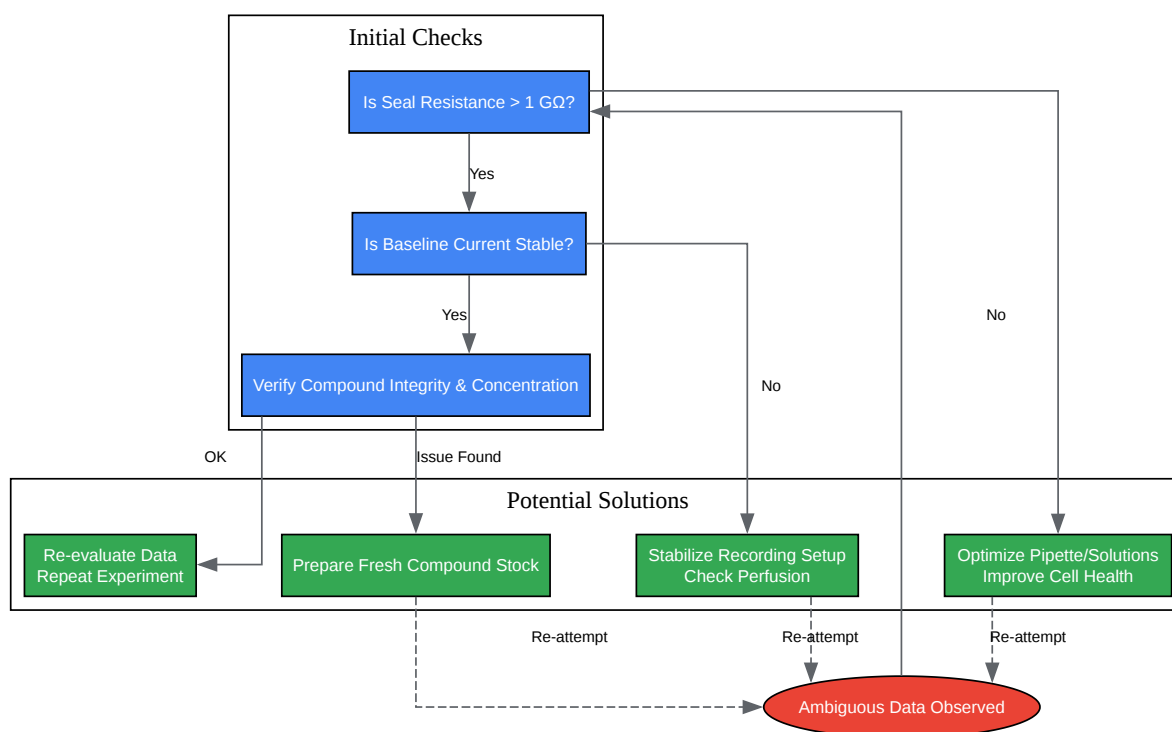 Initial Checks
Is Seal Resistance > 1 GΩ?
Yes
Is Baseline Current Stable?
Yes
No
Verify Compound Integrity & Concentration
No
OK
Issue Found
Potential Solutions
Re-evaluate Data
Repeat Experiment
Prepare Fresh Compound Stock
Stabilize Recording Setup
Check Perfusion
Optimize Pipette/Solutions
Improve Cell Health
Re-attempt
Re-attempt
Re-attempt
Ambiguous Data Observed